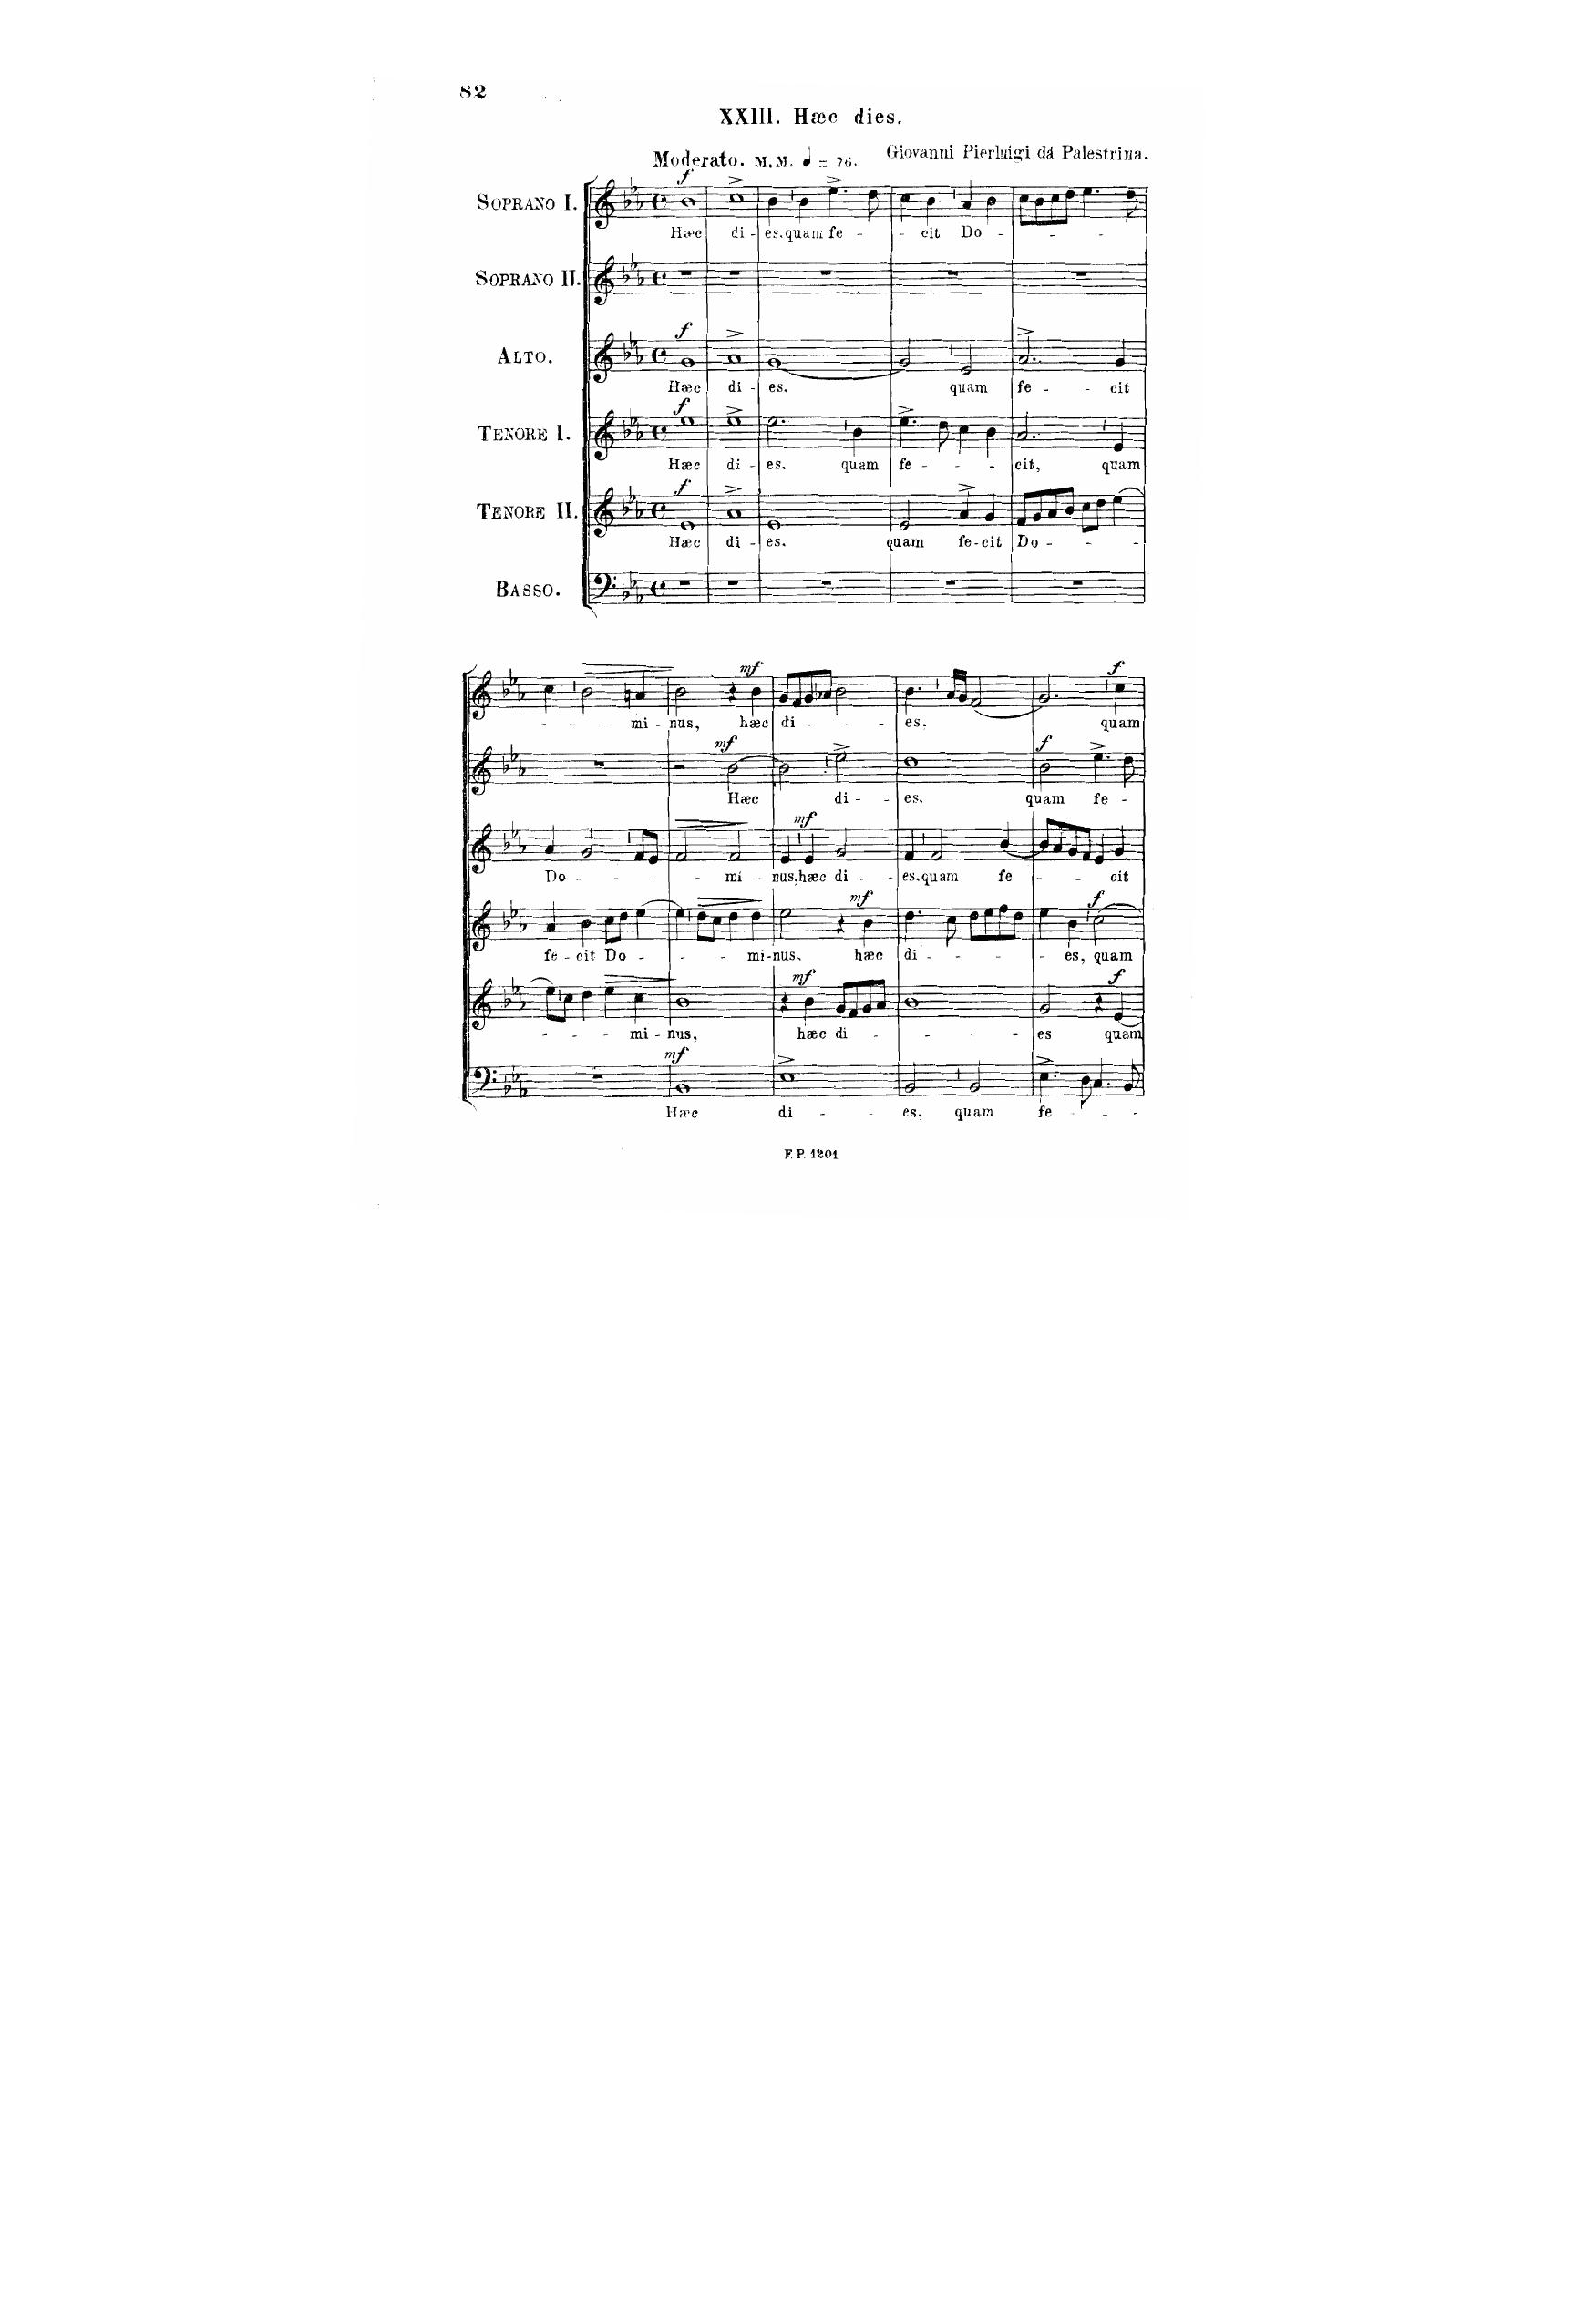 82
XXIII. Hæc dies.
Moderato. M. M. = 76. Giovanni Pierluigi da Palestrina.
f
SOPRANO I.
Hæc di - es. quam fe - - cit Do - - - -
SOPRANO II.
f
ALTO.
Hæc di - es. quam fe - - cit
f
TENORE I.
Hæc di - es. quam fe - - - cit, quam
f
TENORE II.
Hæc di - es. quam fe - cit Do - - - -
BASSO.
mf f
- - - mi - nus, hæc di - - - es. quam
mf f
Hæc di - - es. quam fe -
mf
Do - - - - mi - nus, hæc di - - es. quam fe - - - cit
mf f
fe - cit Do - - - - mi - nus. hæc di - - - - - es, quam
mf f
- - - mi - nus, hæc di - - - - - es quam
mf
Hæc di - - es. quam fe - - -
F. P. 1201